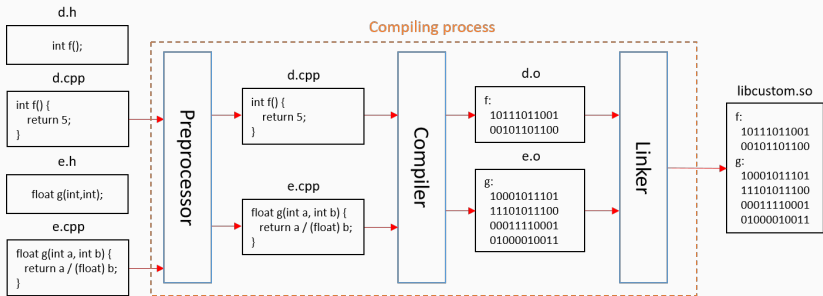 Compiling process
d.h
int f();
d.cpp
int f() {
return 5;
}
e.h
float g(int,int);
e.cpp
float g(int a, int b) {
return a / (float) b;
}
Preprocessor
d.cpp
int f() {
return 5;
}
e.cpp
float g(int a, int b) {
return a / (float) b;
}
Compiler
d.o
f:
10111011001
00101101100
e.o
g:
10001011101
11101011100
00011110001
01000010011
Linker
libcustom.so
f:
10111011001
00101101100
g:
10001011101
11101011100
00011110001
01000010011